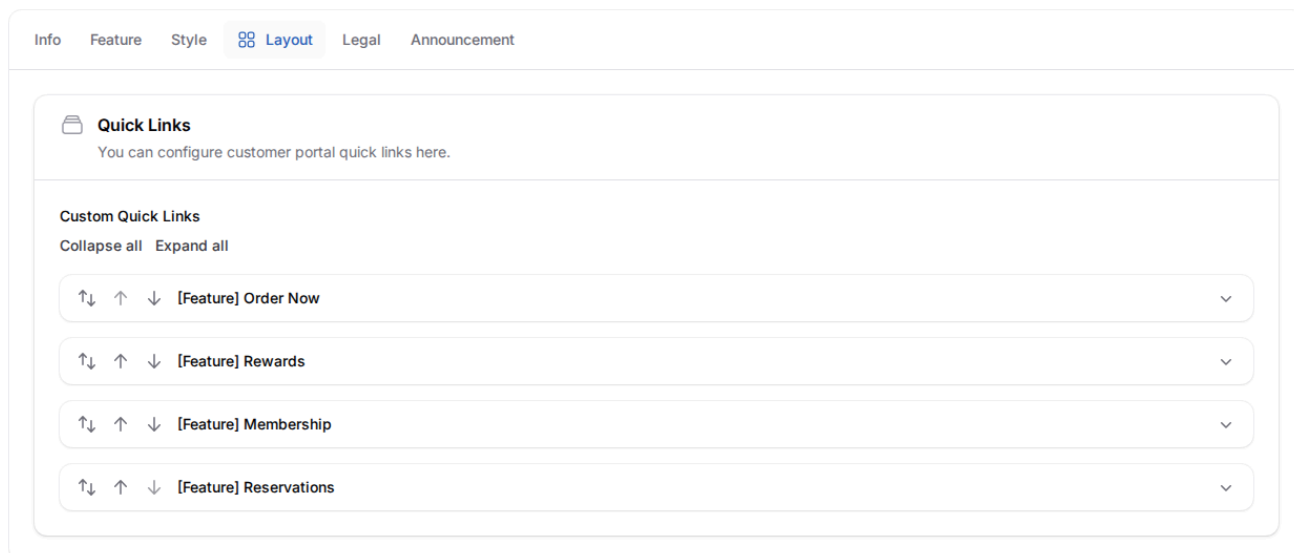 Info Feature Style Layout Legal Announcement
Quick Links
You can configure customer portal quick links here.
Custom Quick Links
Collapse all Expand all
[Feature] Order Now
[Feature] Rewards
[Feature] Membership
[Feature] Reservations